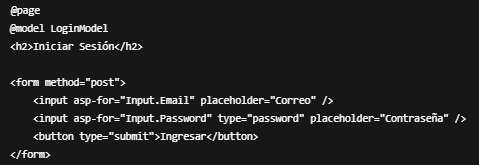 @page
@model LoginModel
<h2>Iniciar Sesión</h2>
<form method="post">
<input asp-for="Input.Email" placeholder="Correo" />
<input asp-for="Input.Password" type="password" placeholder="Contraseña" />
<button type="submit">Ingresar</button>
</form>